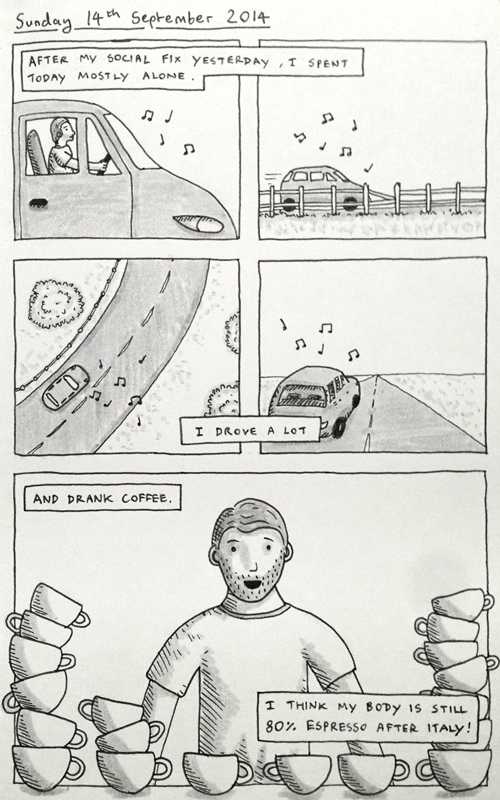 Sunday 14th September 2014
AFTER MY SOCIAL FIX YESTERDAY, I SPENT
TODAY MOSTLY ALONE.
I DROVE A LOT
AND DRANK COFFEE.
I THINK MY BODY IS STILL
80% ESPRESSO AFTER ITALY!